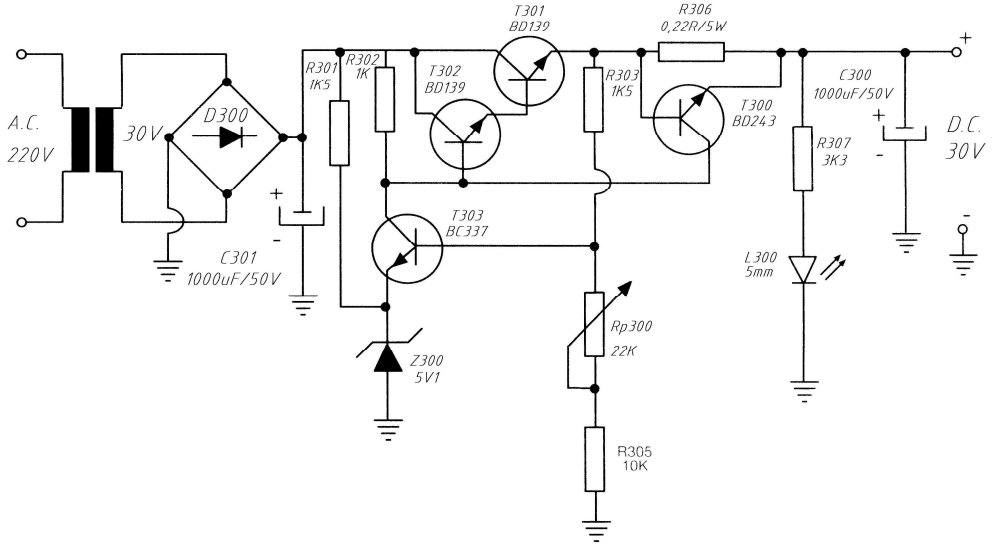 T301
BD139
R306
0,22R/5W
+
R301
1K5
R302
1K
T302
BD139
R303
1K5
C300
1000uF/50V
T300
BD243
A.C.
220V
30V
D300
+
-
D.C.
30V
R307
3K3
+
-
T303
BC337
-
C301
1000uF/50V
L300
5mm
Rp300
22K
Z300
5V1
R305
10K